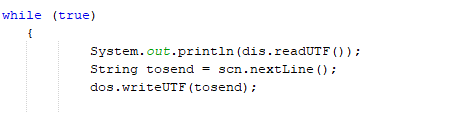 while (true)
{
System.out.println(dis.readUTF());
String tosend = scn.nextLine();
dos.writeUTF(tosend);